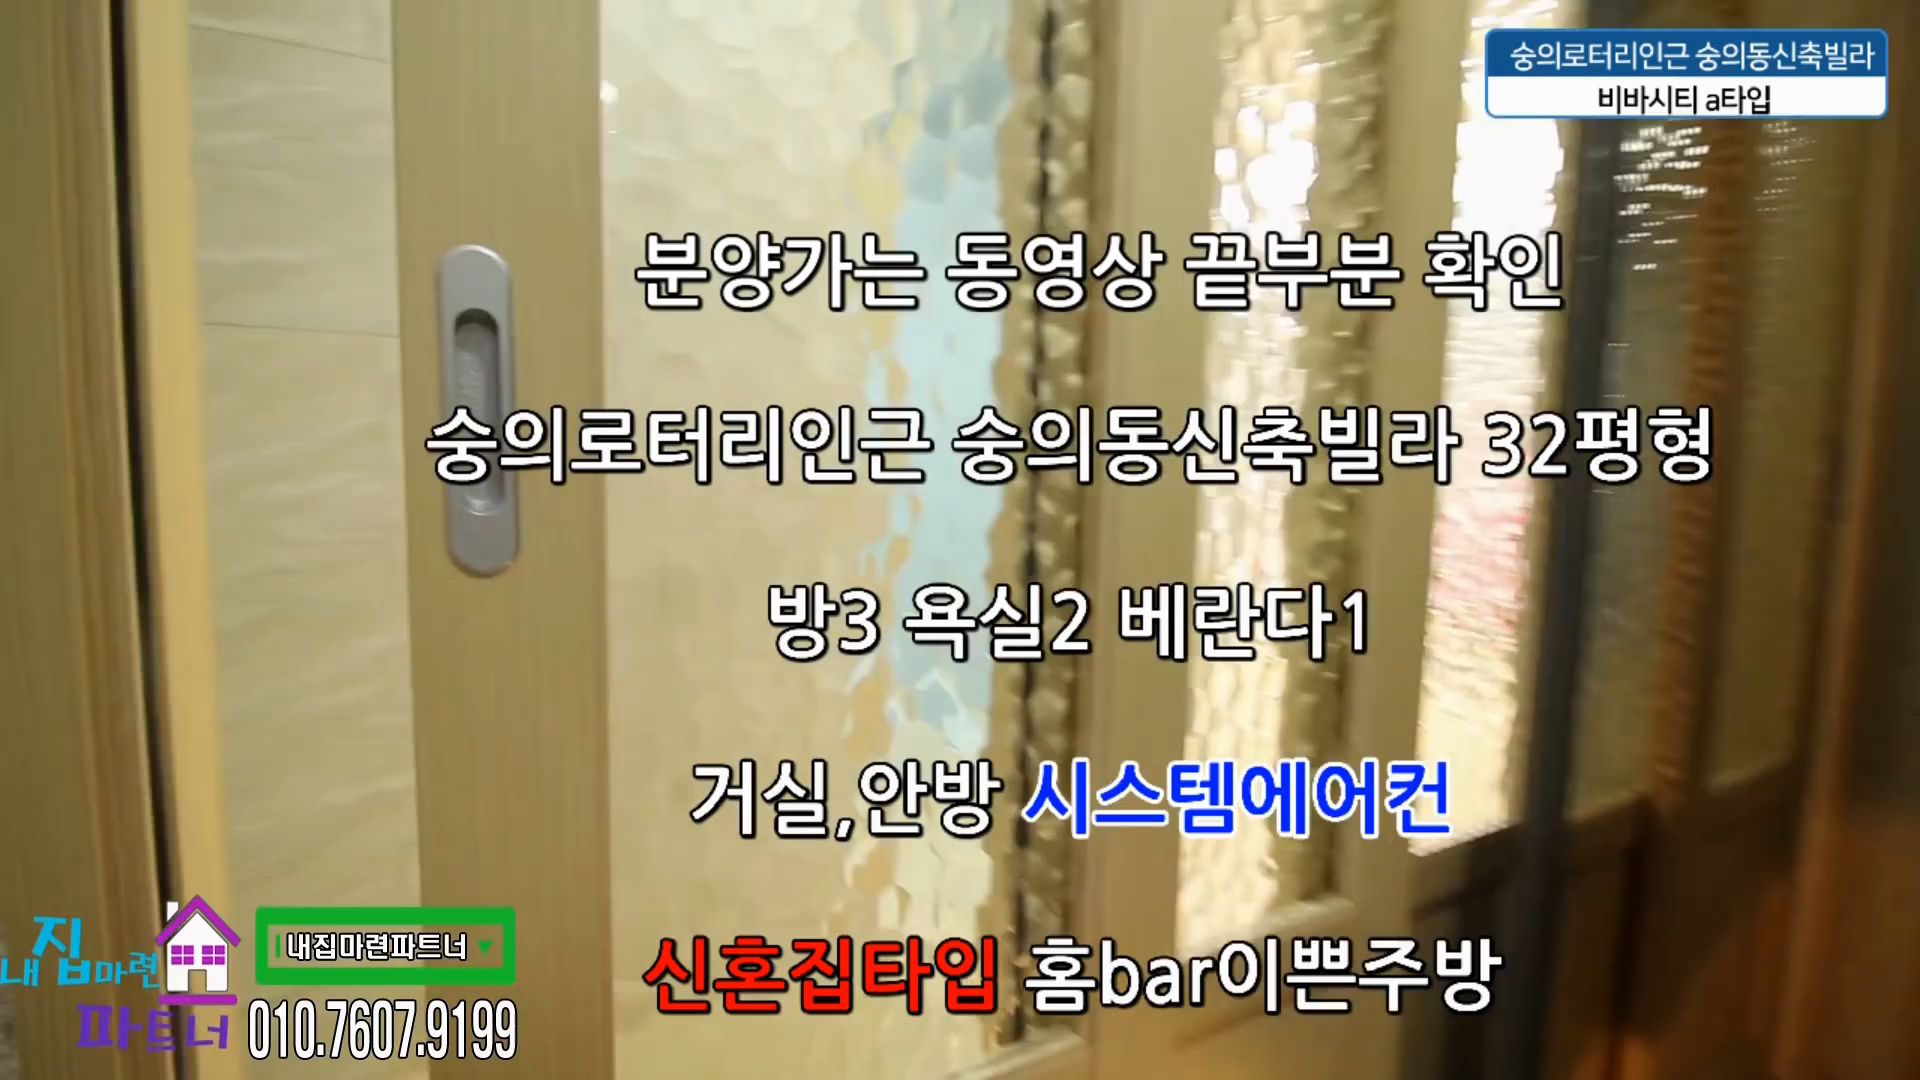 숭의로터리인근 숭의동신축빌라
비바시티 a타입
분양가는 동영상 끝부분 확인
숭의로터리인근 숭의동신축빌라 32평형
방3 욕실2 베란다1
거실,안방 시스템에어컨
신혼집타입 홈bar이쁜주방
내집마련
파트너
내집마련파트너
010.7607.9199